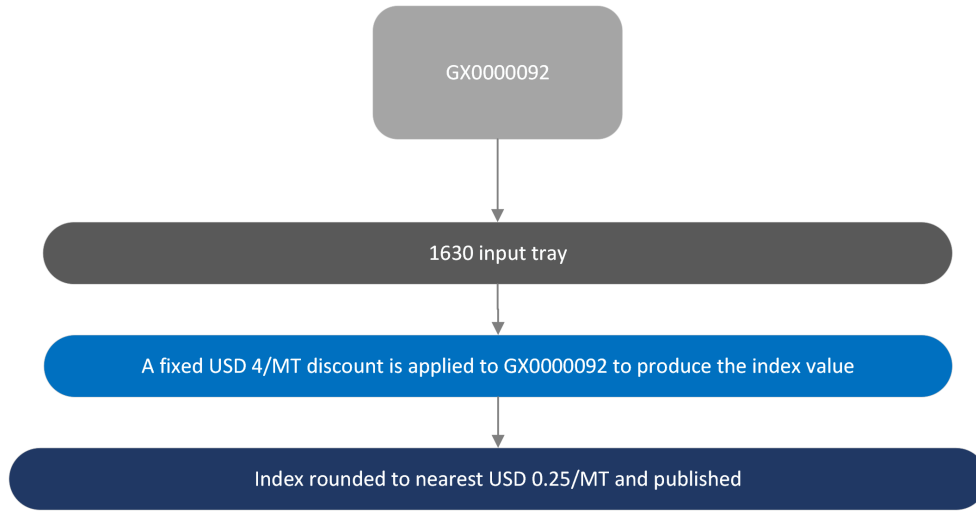 GX0000092
1630 input tray
A fixed USD 4/MT discount is applied to GX0000092 to produce the index value
Index rounded to nearest USD 0.25/MT and published